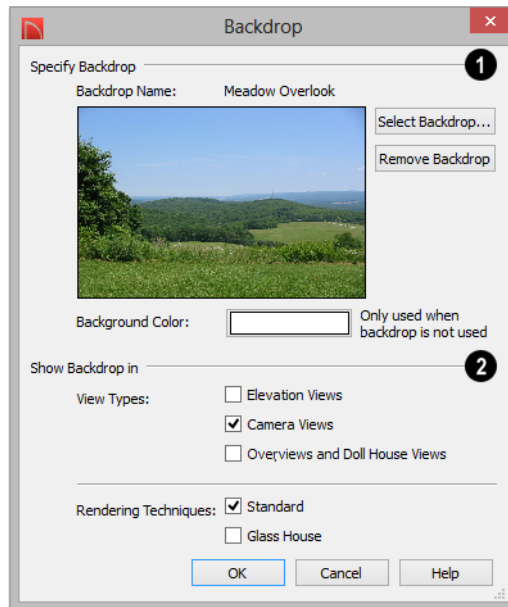 Backdrop
Specify Backdrop
1
Backdrop Name: Meadow Overlook
Select Backdrop...
Remove Backdrop
Background Color:
Only used when
backdrop is not used
Show Backdrop in
2
View Types:
Elevation Views
Camera Views
Overviews and Doll House Views
Rendering Techniques:
Standard
Glass House
OK
Cancel
Help